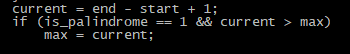 current = end - start + 1;
if (is_palindrome == 1 && current > max)
max = current;